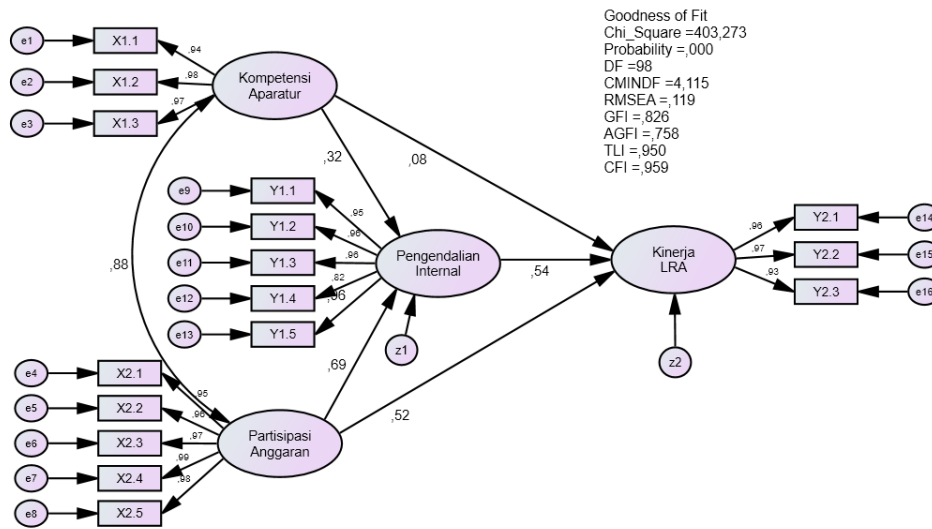 Goodness of Fit
Chi_Square =403,273
Probability =,000
DF =98
CMINDF =4,115
RMSEA =,119
GFI =,826
AGFI =,758
TLI =,950
CFI =,959
e1
X1.1
,94
e2
X1.2
,98
e3
X1.3
,97
Kompetensi
Aparatur
,32
,08
,88
e9
Y1.1
,95
e10
Y1.2
,96
e11
Y1.3
,96
e12
Y1.4
,82
e13
Y1.5
Pengendalian
Internal
z1
,54
Kinerja
LRA
z2
,96
Y2.1
e14
,97
Y2.2
e15
,93
Y2.3
e16
,69
,52
e4
X2.1
,95
e5
X2.2
,96
e6
X2.3
,97
e7
X2.4
,99
e8
X2.5
,98
Partisipasi
Anggaran